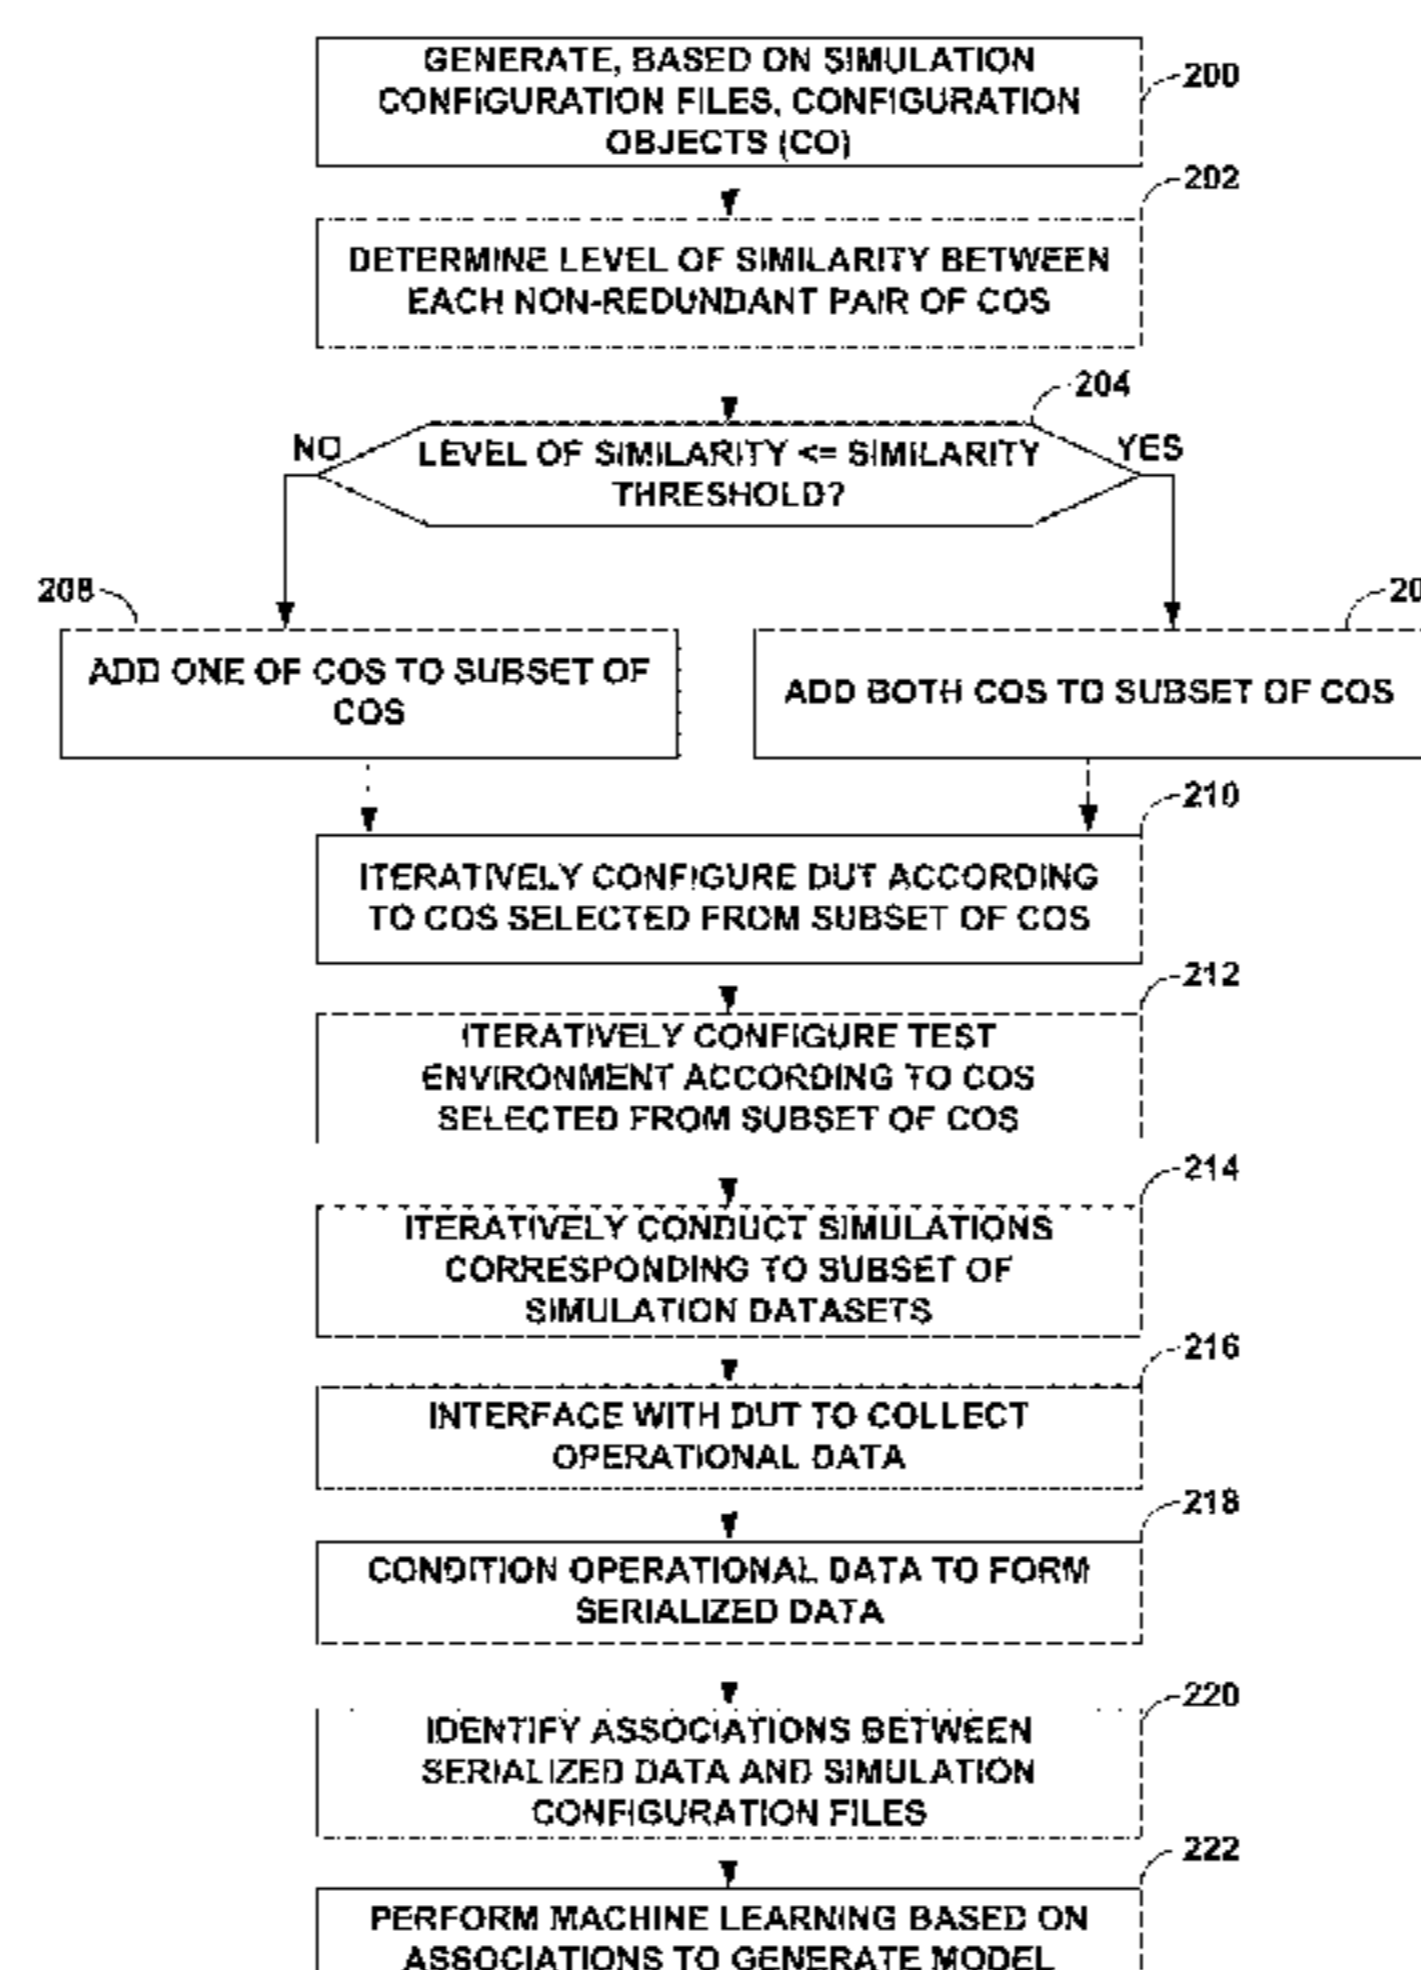 GENERATE, BASED ON SIMULATION
CONFIGURATION FILES, CONFIGURATION
OBJECTS (CO)
200
202
DETERMINE LEVEL OF SIMILARITY BETWEEN
EACH NON-REDUNDANT PAIR OF COS
204
NO
LEVEL OF SIMILARITY <= SIMILARITY
THRESHOLD?
YES
208
ADD ONE OF COS TO SUBSET OF
COS
ADD BOTH COS TO SUBSET OF COS
210
ITERATIVELY CONFIGURE DUT ACCORDING
TO COS SELECTED FROM SUBSET OF COS
212
ITERATIVELY CONFIGURE TEST
ENVIRONMENT ACCORDING TO COS
SELECTED FROM SUBSET OF COS
214
ITERATIVELY CONDUCT SIMULATIONS
CORRESPONDING TO SUBSET OF
SIMULATION DATASETS
216
INTERFACE WITH DUT TO COLLECT
OPERATIONAL DATA
218
CONDITION OPERATIONAL DATA TO FORM
SERIALIZED DATA
220
IDENTIFY ASSOCIATIONS BETWEEN
SERIALIZED DATA AND SIMULATION
CONFIGURATION FILES
222
PERFORM MACHINE LEARNING BASED ON
ASSOCIATIONS TO GENERATE MODEL